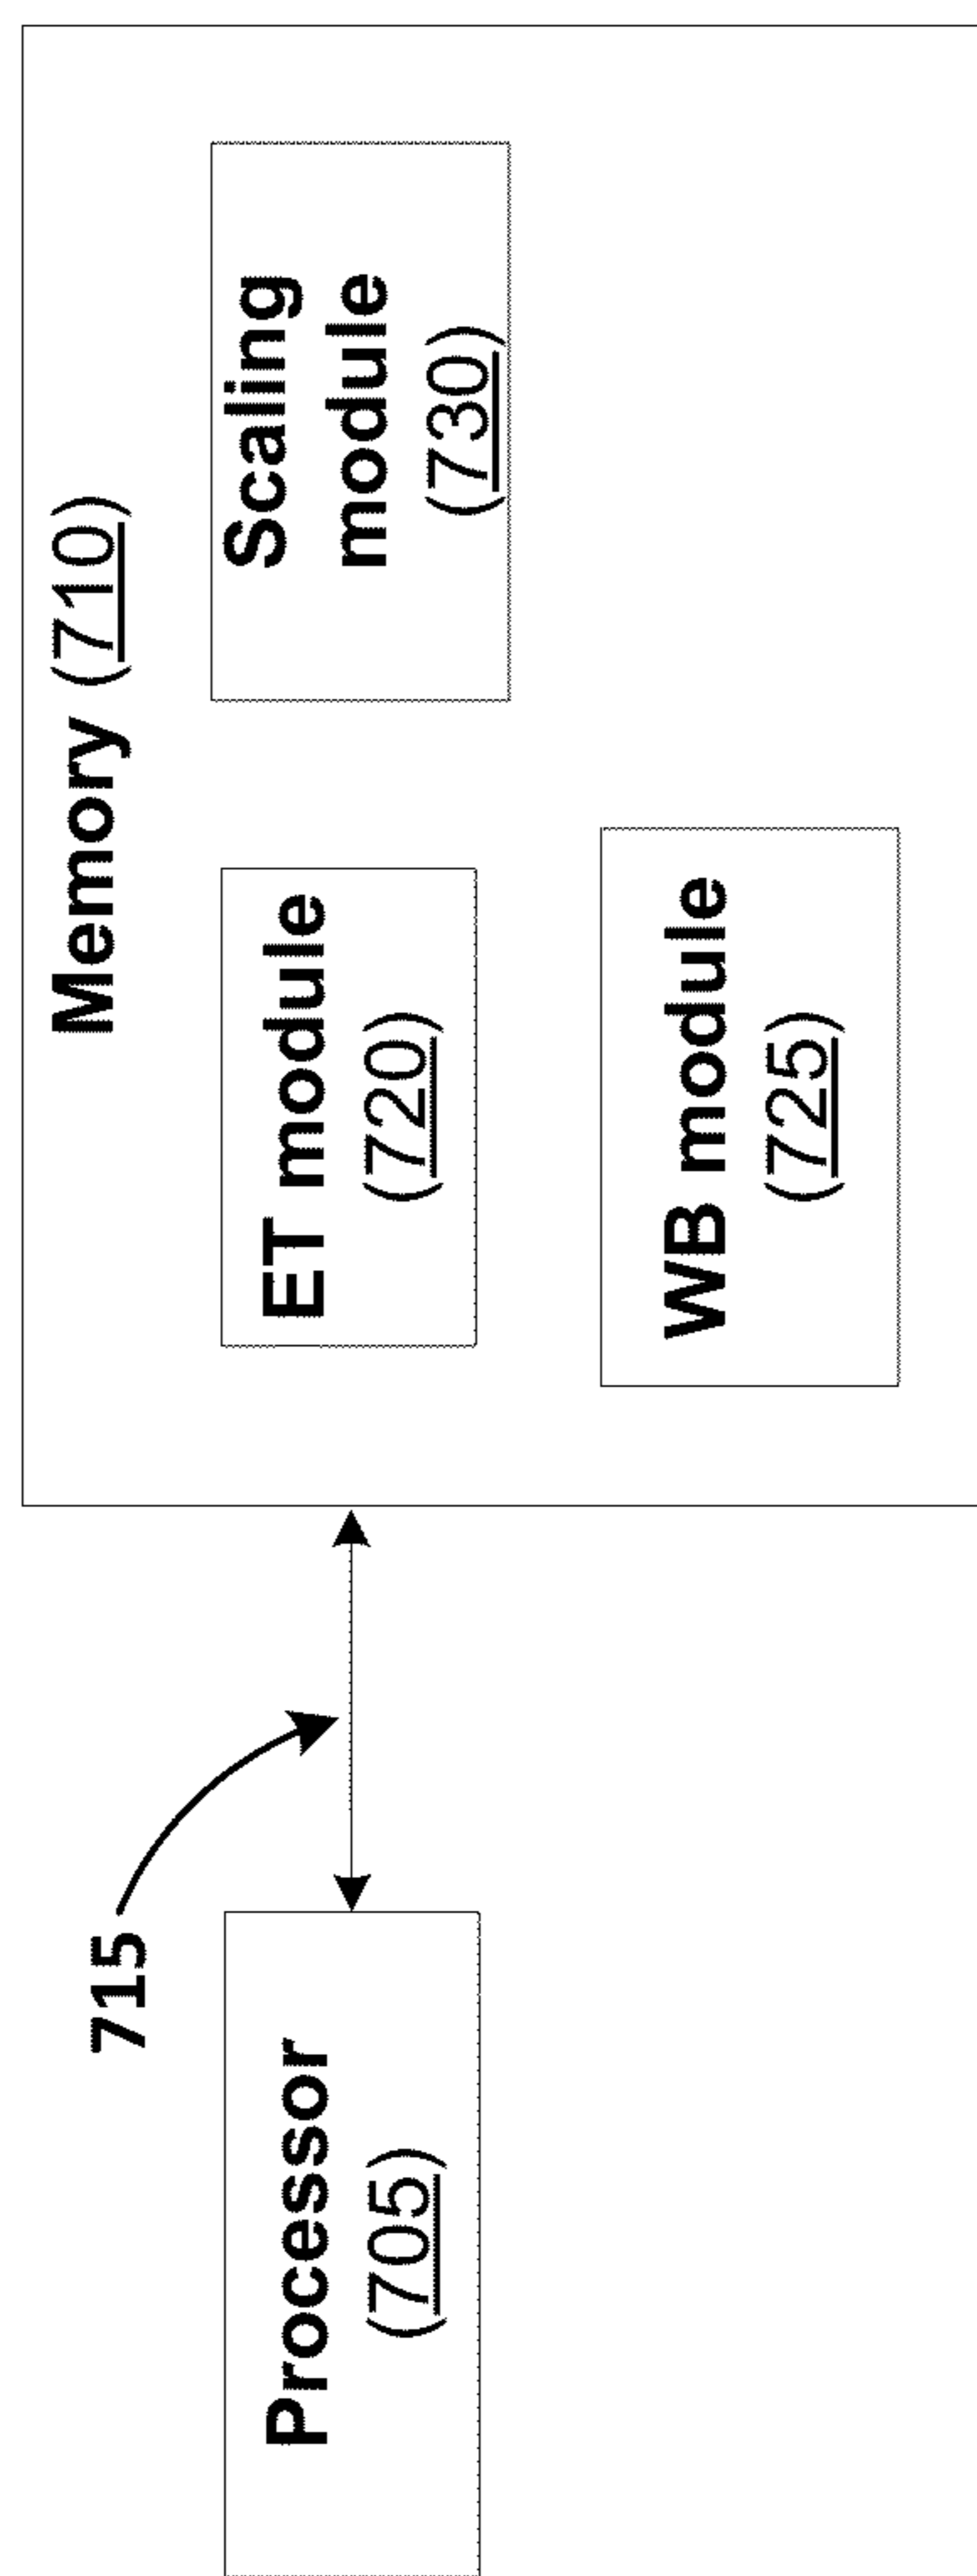 Memory (710)
Scaling
module
(730)
ET module
(720)
WB module
(725)
715
Processor
(705)